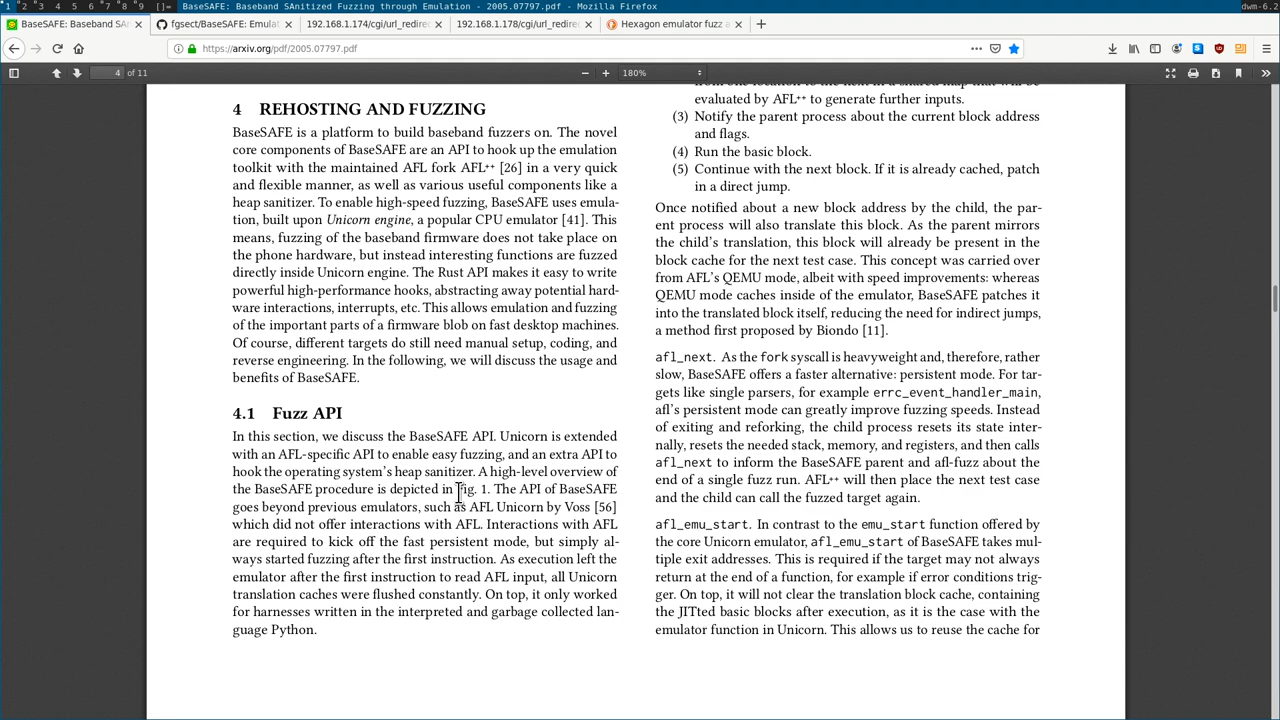 1 2 3 4 5 6 7 8 9 []= BaseSAFE: Baseband SAnitized Fuzzing through Emulation - 2005.07797.pdf - Mozilla Firefox dwm-6.2
BaseSAFE: Baseband SA
fgsect/BaseSAFE: Emulat
192.168.1.174/cgi/url_redire
192.168.1.178/cgi/url_redire
Hexagon emulator fuzz a
https://arxiv.org/pdf/2005.07797.pdf
4 of 11
180%
4 REHOSTING AND FUZZING
BaseSAFE is a platform to build baseband fuzzers on. The novel
core components of BaseSAFE are an API to hook up the emulation
toolkit with the maintained AFL fork AFL++ [26] in a very quick
and flexible manner, as well as various useful components like a
heap sanitizer. To enable high-speed fuzzing, BaseSAFE uses emula-
tion, built upon Unicorn engine, a popular CPU emulator [41]. This
means, fuzzing of the baseband firmware does not take place on
the phone hardware, but instead interesting functions are fuzzed
directly inside Unicorn engine. The Rust API makes it easy to write
powerful high-performance hooks, abstracting away potential hard-
ware interactions, interrupts, etc. This allows emulation and fuzzing
of the important parts of a firmware blob on fast desktop machines.
Of course, different targets do still need manual setup, coding, and
reverse engineering. In the following, we will discuss the usage and
benefits of BaseSAFE.
4.1 Fuzz API
In this section, we discuss the BaseSAFE API. Unicorn is extended
with an AFL-specific API to enable easy fuzzing, and an extra API to
hook the operating system's heap sanitizer. A high-level overview of
the BaseSAFE procedure is depicted in Fig. 1. The API of BaseSAFE
goes beyond previous emulators, such as AFL Unicorn by Voss [56]
which did not offer interactions with AFL. Interactions with AFL
are required to kick off the fast persistent mode, but simply al-
ways started fuzzing after the first instruction. As execution left the
emulator after the first instruction to read AFL input, all Unicorn
translation caches were flushed constantly. On top, it only worked
for harnesses written in the interpreted and garbage collected lan-
guage Python.
from one location to the next in a shared map that will be
evaluated by AFL++ to generate further inputs.
(3) Notify the parent process about the current block address
and flags.
(4) Run the basic block.
(5) Continue with the next block. If it is already cached, patch
in a direct jump.
Once notified about a new block address by the child, the par-
ent process will also translate this block. As the parent mirrors
the child's translation, this block will already be present in the
block cache for the next test case. This concept was carried over
from AFL's QEMU mode, albeit with speed improvements: whereas
QEMU mode caches inside of the emulator, BaseSAFE patches it
into the translated block itself, reducing the need for indirect jumps,
a method first proposed by Biondo [11].
afl_next. As the fork syscall is heavyweight and, therefore, rather
slow, BaseSAFE offers a faster alternative: persistent mode. For tar-
gets like single parsers, for example errc_event_handler_main,
afl's persistent mode can greatly improve fuzzing speeds. Instead
of exiting and reforking, the child process resets its state inter-
nally, resets the needed stack, memory, and registers, and then calls
afl_next to inform the BaseSAFE parent and afl-fuzz about the
end of a single fuzz run. AFL++ will then place the next test case
and the child can call the fuzzed target again.
afl_emu_start. In contrast to the emu_start function offered by
the core Unicorn emulator, afl_emu_start of BaseSAFE takes mul-
tiple exit addresses. This is required if the target may not always
return at the end of a function, for example if error conditions trig-
ger. On top, it will not clear the translation block cache, containing
the JITted basic blocks after execution, as it is the case with the
emulator function in Unicorn. This allows us to reuse the cache for